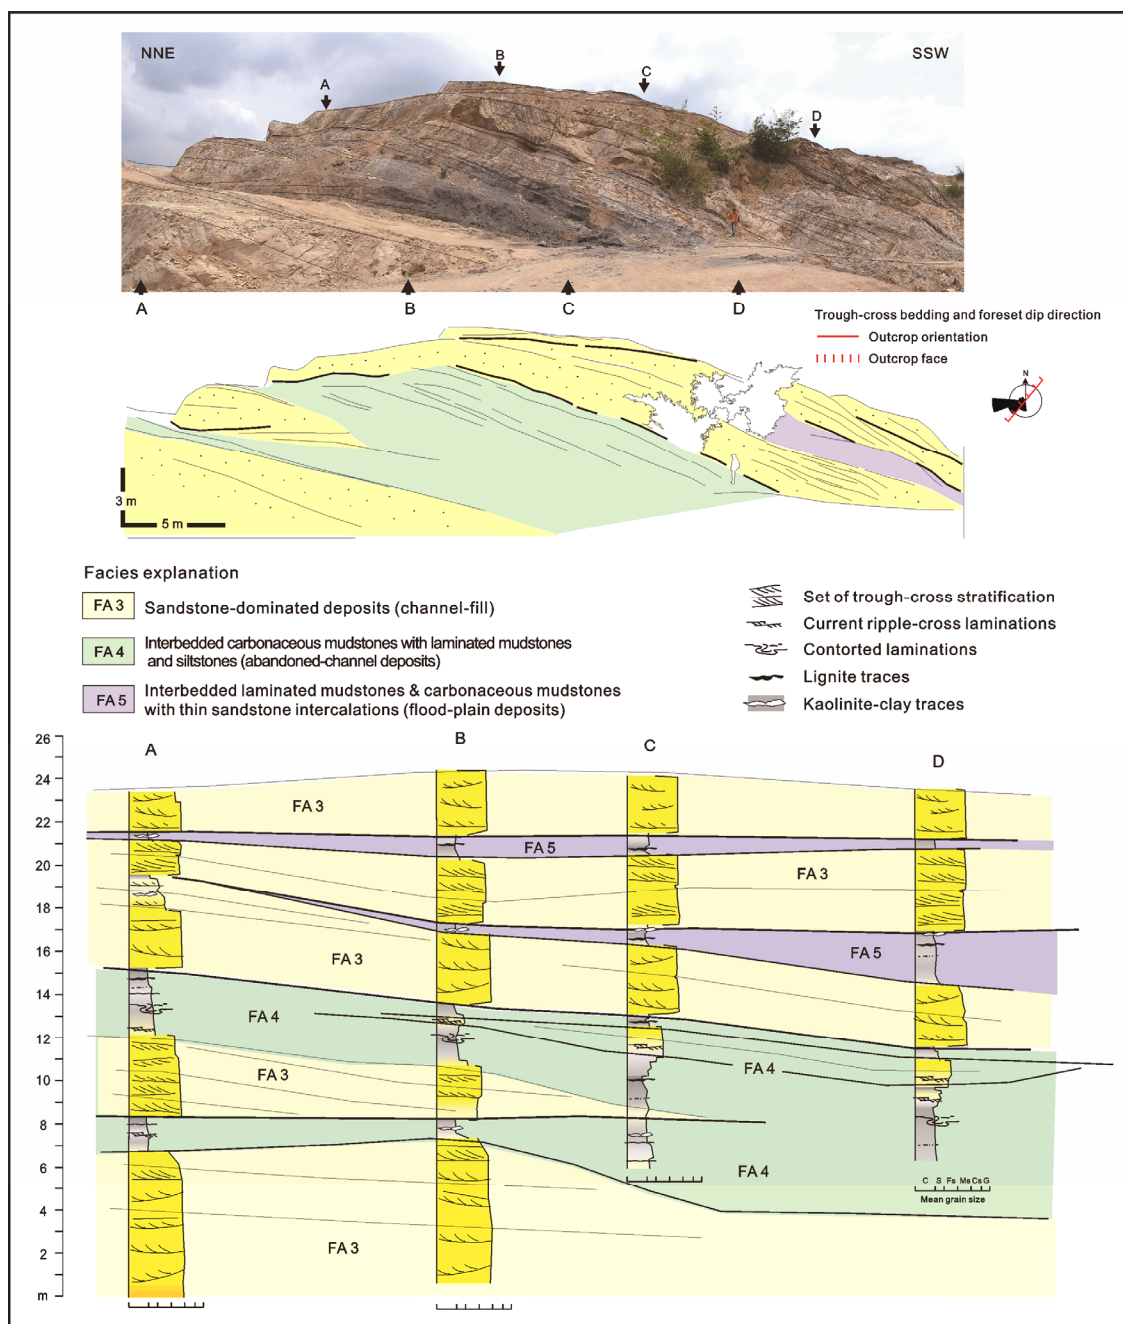 NNE
SSW
A
B
C
D
A
B
C
D
Trough-cross bedding and foreset dip direction
Outcrop orientation
Outcrop face
N
3 m
5 m
Facies explanation
FA 3 Sandstone-dominated deposits (channel-fill)
FA 4 Interbedded carbonaceous mudstones with laminated mudstones
and siltstones (abandoned-channel deposits)
FA 5 Interbedded laminated mudstones & carbonaceous mudstones
with thin sandstone intercalations (flood-plain deposits)
Set of trough-cross stratification
Current ripple-cross laminations
Contorted laminations
Lignite traces
Kaolinite-clay traces
A
B
C
D
26
24
22
20
18
16
14
12
10
8
6
4
2
m
FA 3
FA 5
FA 3
FA 3
FA 5
FA 4
FA 4
FA 3
FA 4
FA 3
C S Fs Ms Cs G
Mean grain size